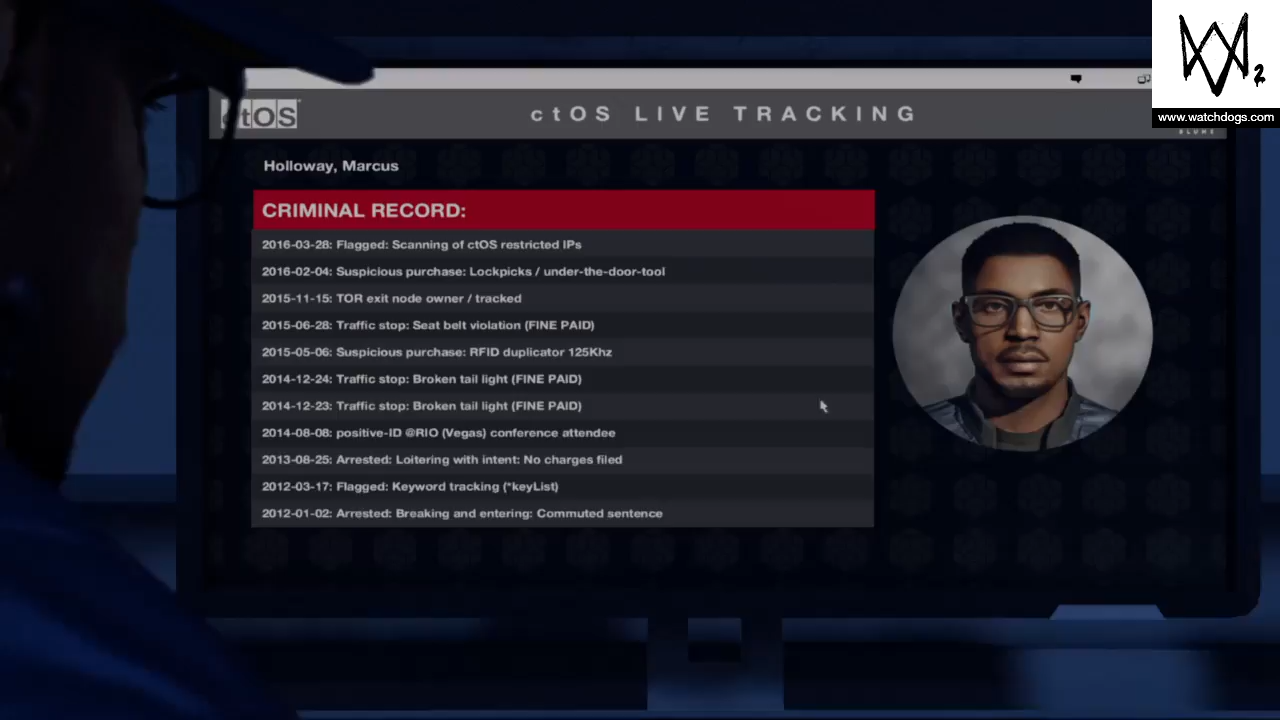 2
www.watchdogs.com
ctOS
ctOS LIVE TRACKING
BLUME
Holloway, Marcus
CRIMINAL RECORD:
2016-03-28: Flagged: Scanning of ctOS restricted IPs
2016-02-04: Suspicious purchase: Lockpicks / under-the-door-tool
2015-11-15: TOR exit node owner / tracked
2015-06-28: Traffic stop: Seat belt violation (FINE PAID)
2015-05-06: Suspicious purchase: RFID duplicator 125Khz
2014-12-24: Traffic stop: Broken tail light (FINE PAID)
2014-12-23: Traffic stop: Broken tail light (FINE PAID)
2014-08-08: positive-ID @RIO (Vegas) conference attendee
2013-08-25: Arrested: Loitering with intent: No charges filed
2012-03-17: Flagged: Keyword tracking (*keyList)
2012-01-02: Arrested: Breaking and entering: Commuted sentence